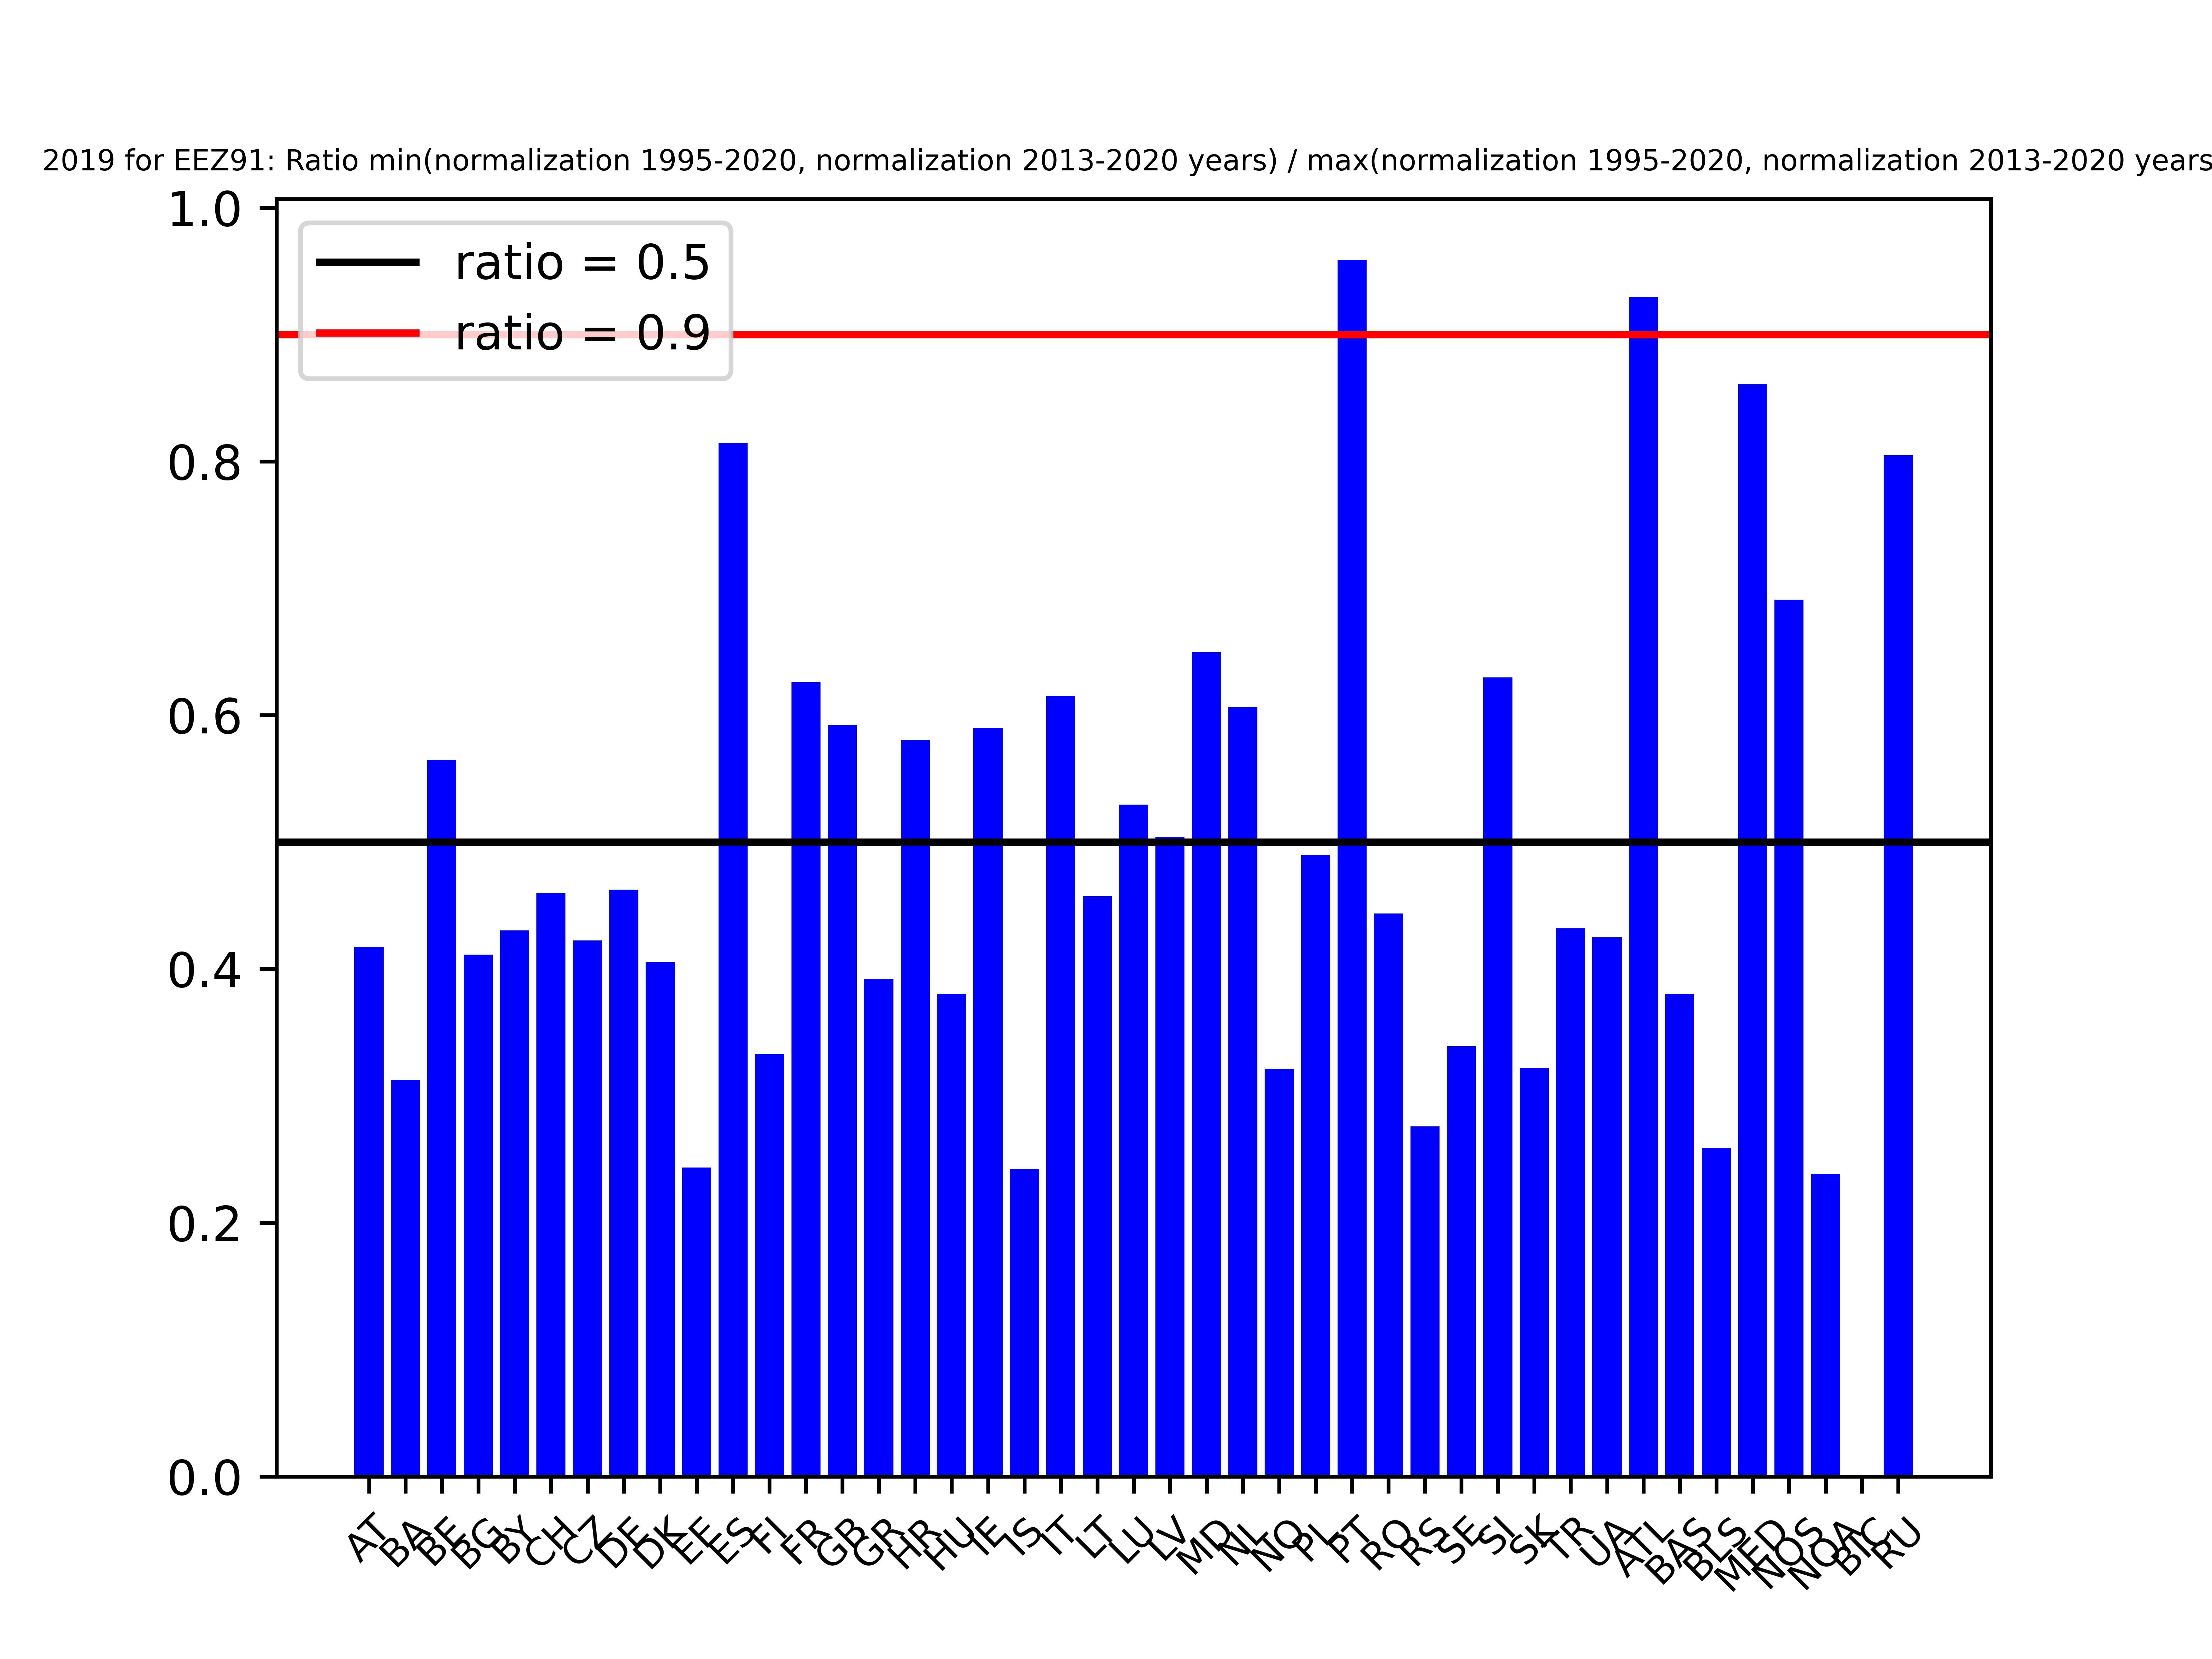 2019 for EEZ91: Ratio min(normalization 1995-2020, normalization 2013-2020 years) / max(normalization 1995-2020, normalization 2013-2020 years
ratio = 0.5
ratio = 0.9
1.0
0.8
0.6
0.4
0.2
0.0
AT BA BE BG BY CH CZ DE DK EE ES FI FR GB GR HR HU IE IS IT LT LU LV MD NL NO PL PT RO RS SE SI SK TR UA ATL BAS BLS MED NOS NOA BIC RU